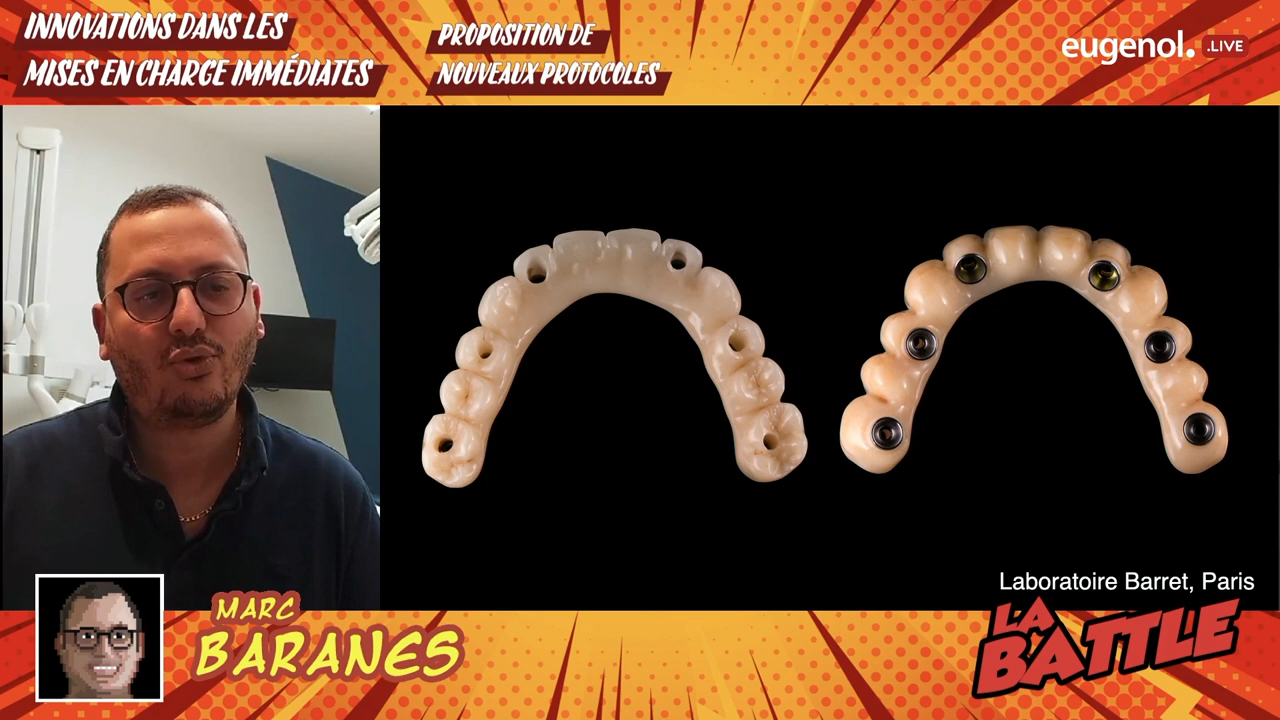 INNOVATIONS DANS LES
MISES EN CHARGE IMMÉDIATES
PROPOSITION DE
NOUVEAUX PROTOCOLES
eugenol. .LIVE
Laboratoire Barret, Paris
MARC
BARANES
LA
BATTLE